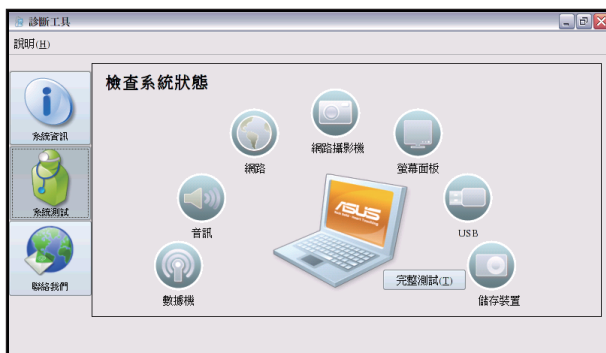 診斷工具
說明(H)
系統資訊
系統測試
聯絡我們
檢查系統狀態
網路攝影機
網路
螢幕面板
音訊
USB
數據機
儲存裝置
完整測試(T)
ASUS